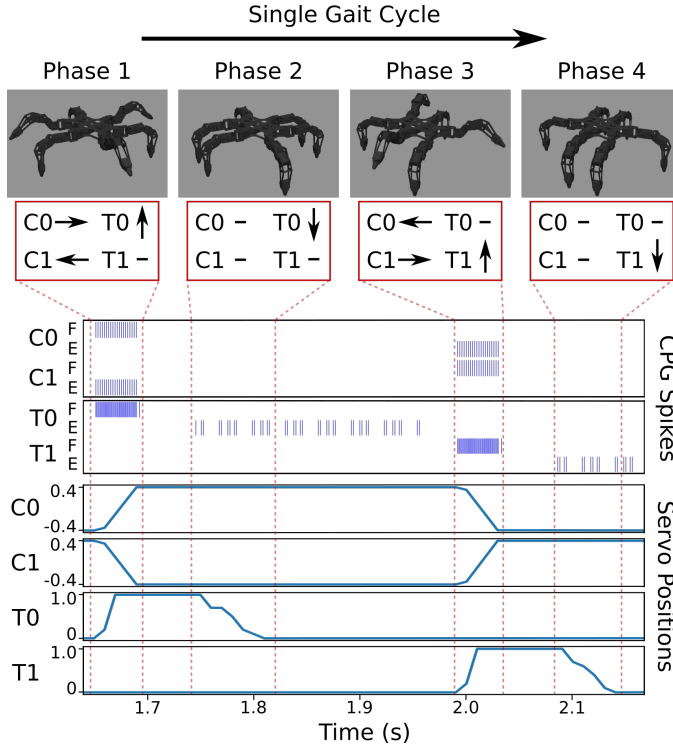 Single Gait Cycle
Phase 1 Phase 2 Phase 3 Phase 4
C0 → T0 ↑ C0 – T0 ↓ C0 ← T0 – C0 – T0 –
C1 ← T1 – C1 – T1 – C1 → T1 ↑ C1 – T1 ↓
C0 F
E
C1 F
E
T0 F
E
T1 F
E
CPG Spikes
C0 0.4
-0.4
C1 0.4
-0.4
T0 1.0
0
T1 1.0
0
Servo Positions
1.7 1.8 1.9 2.0 2.1
Time (s)